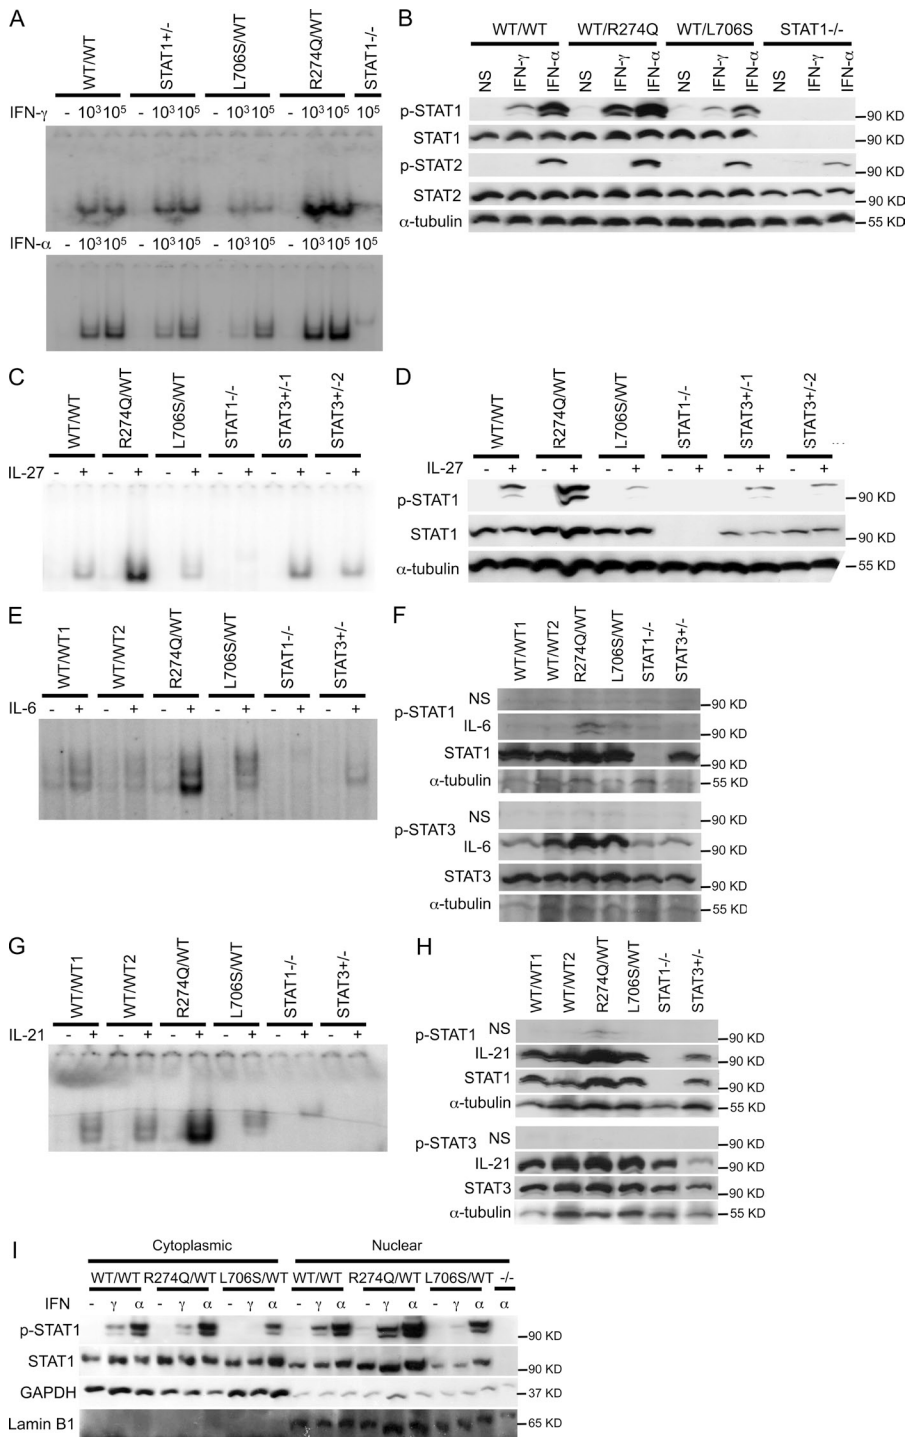 A
WT/WT STAT1+/- L706S/WT R274Q/WT STAT1-/-
IFN-γ - 10³ 10⁵ - 10³ 10⁵ - 10³ 10⁵ - 10³ 10⁵ 10⁵
IFN-α - 10³ 10⁵ - 10³ 10⁵ - 10³ 10⁵ - 10³ 10⁵ 10⁵
B
WT/WT WT/R274Q WT/L706S STAT1-/-
NS IFN-γ IFN-α NS IFN-γ IFN-α NS IFN-γ IFN-α NS IFN-γ IFN-α
p-STAT1 90 KD
STAT1 90 KD
p-STAT2 90 KD
STAT2 90 KD
α-tubulin 55 KD
C
WT/WT R274Q/WT L706S/WT STAT1-/- STAT3+/-1 STAT3+/-2
IL-27 - + - + - + - + - + - +
D
WT/WT R274Q/WT L706S/WT STAT1-/- STAT3+/-1 STAT3+/-2
...
IL-27 - + - + - + - + - + - +
p-STAT1 90 KD
STAT1 90 KD
α-tubulin 55 KD
E
WT/WT1 WT/WT2 R274Q/WT L706S/WT STAT1-/- STAT3+/-
IL-6 - + - + - + - + - + - +
F
WT/WT1 WT/WT2 R274Q/WT L706S/WT STAT1-/- STAT3+/-
NS 90 KD
p-STAT1
IL-6 90 KD
STAT1 90 KD
α-tubulin 55 KD
NS 90 KD
p-STAT3
IL-6 90 KD
STAT3 90 KD
α-tubulin 55 KD
G
WT/WT1 WT/WT2 R274Q/WT L706S/WT STAT1-/- STAT3+/-
IL-21 - + - + - + - + - + - +
H
WT/WT1 WT/WT2 R274Q/WT L706S/WT STAT1-/- STAT3+/-
p-STAT1 NS 90 KD
IL-21 90 KD
STAT1 90 KD
α-tubulin 55 KD
p-STAT3 NS 90 KD
IL-21 90 KD
STAT3 90 KD
α-tubulin 55 KD
I
Cytoplasmic Nuclear
WT/WT R274Q/WT L706S/WT WT/WT R274Q/WT L706S/WT -/-
IFN - γ α - γ α - γ α - γ α - γ α - γ α α
p-STAT1 90 KD
STAT1 90 KD
GAPDH 37 KD
Lamin B1 65 KD